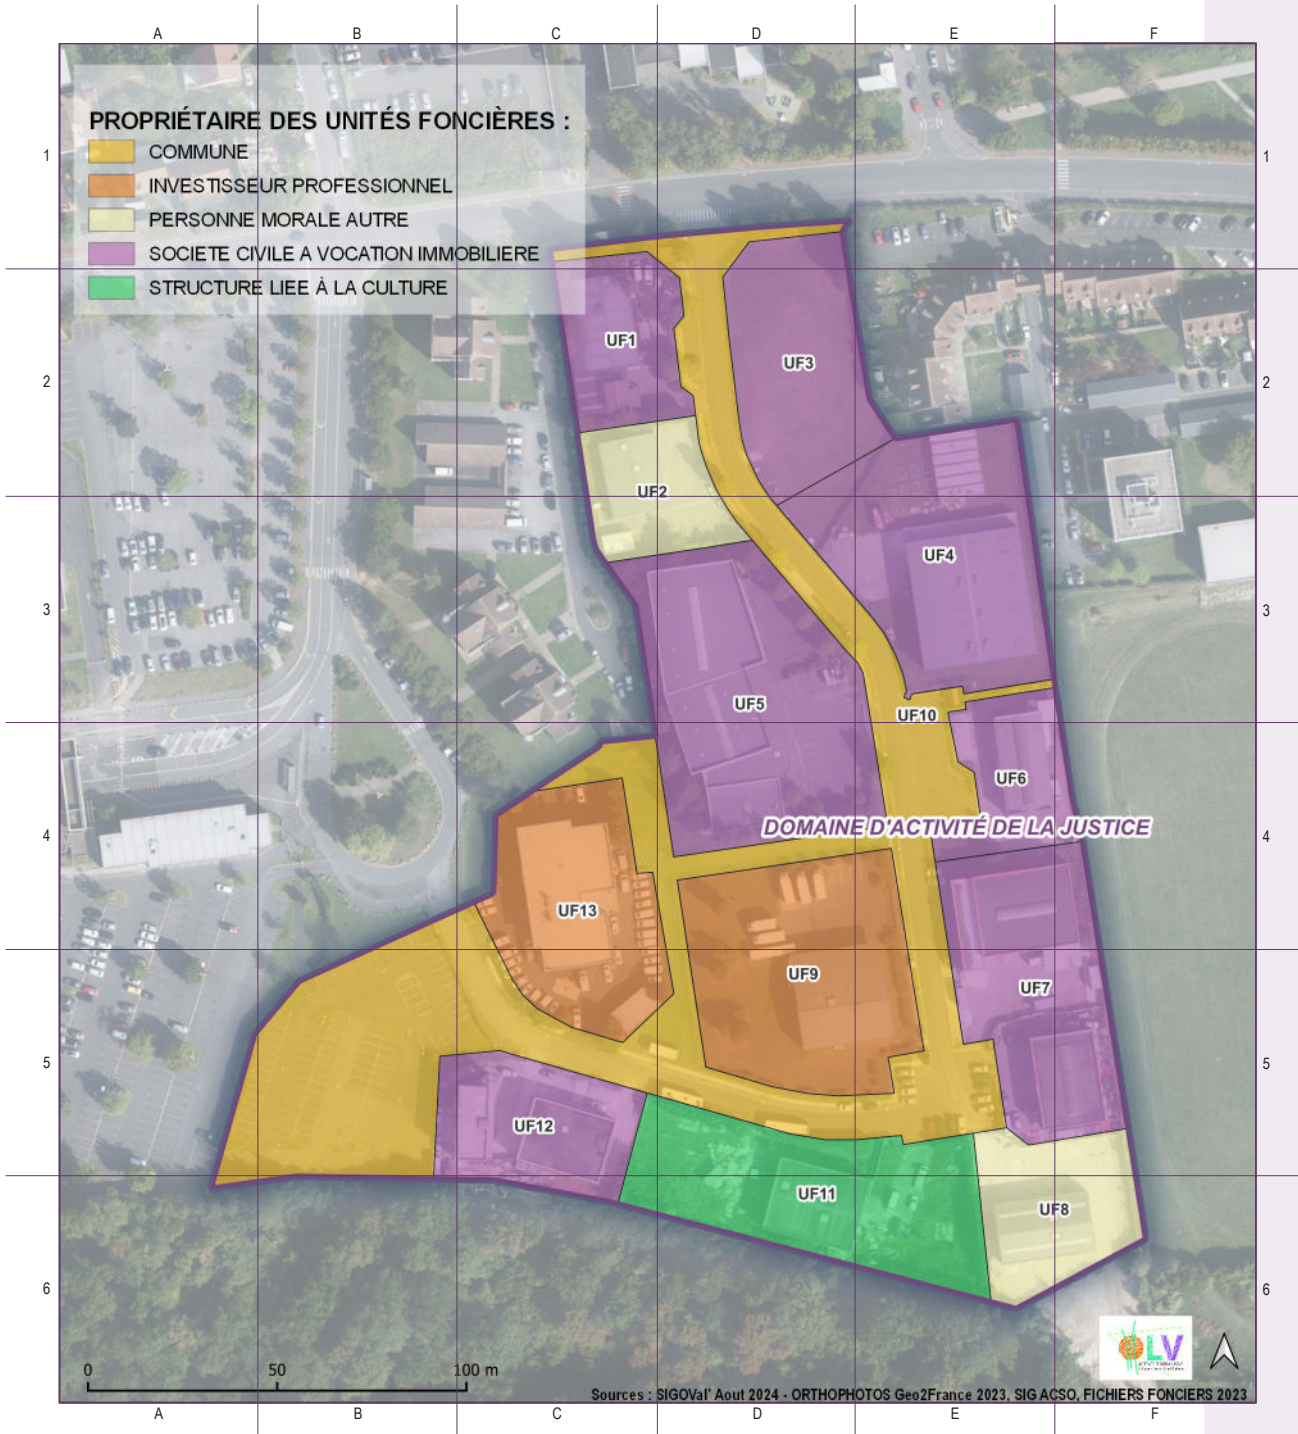 A B C D E F
PROPRIÉTAIRE DES UNITÉS FONCIÈRES :
COMMUNE
1 1
INVESTISSEUR PROFESSIONNEL
PERSONNE MORALE AUTRE
SOCIETE CIVILE A VOCATION IMMOBILIERE
STRUCTURE LIEE À LA CULTURE
UF1
UF3
2 2
UF2
UF4
3 3
UF5
UF10
UF6
DOMAINE D'ACTIVITÉ DE LA JUSTICE
4 4
UF13
UF9
UF7
5 5
UF12
UF11
UF8
6 6
OLV
0 50 100 m
Sources : SIGOVal' Aout 2024 - ORTHOPHOTOS Geo2France 2023, SIG ACSO, FICHIERS FONCIERS 2023
A B C D E F